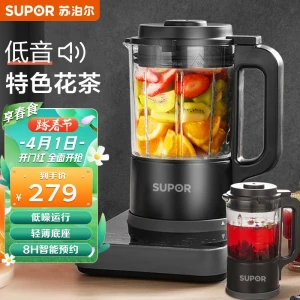 SUPOR 苏泊尔
低音
特色花茶
享春食
踏春节
4月1日
开门红 全面开抢
到手价
¥279
低噪运行
轻薄底座
8H智能预约
SUPOR
SUPOR